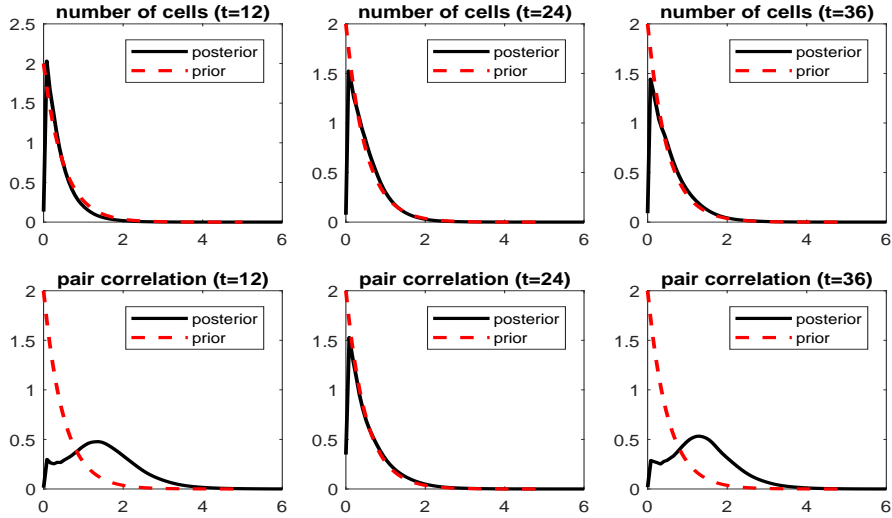 number of cells (t=12)
2.5
2
1.5
1
0.5
0
0 2 4 6
posterior
prior
number of cells (t=24)
2
1.5
1
0.5
0
0 2 4 6
posterior
prior
number of cells (t=36)
2
1.5
1
0.5
0
0 2 4 6
posterior
prior
pair correlation (t=12)
2
1.5
1
0.5
0
0 2 4 6
posterior
prior
pair correlation (t=24)
2
1.5
1
0.5
0
0 2 4 6
posterior
prior
pair correlation (t=36)
2
1.5
1
0.5
0
0 2 4 6
posterior
prior